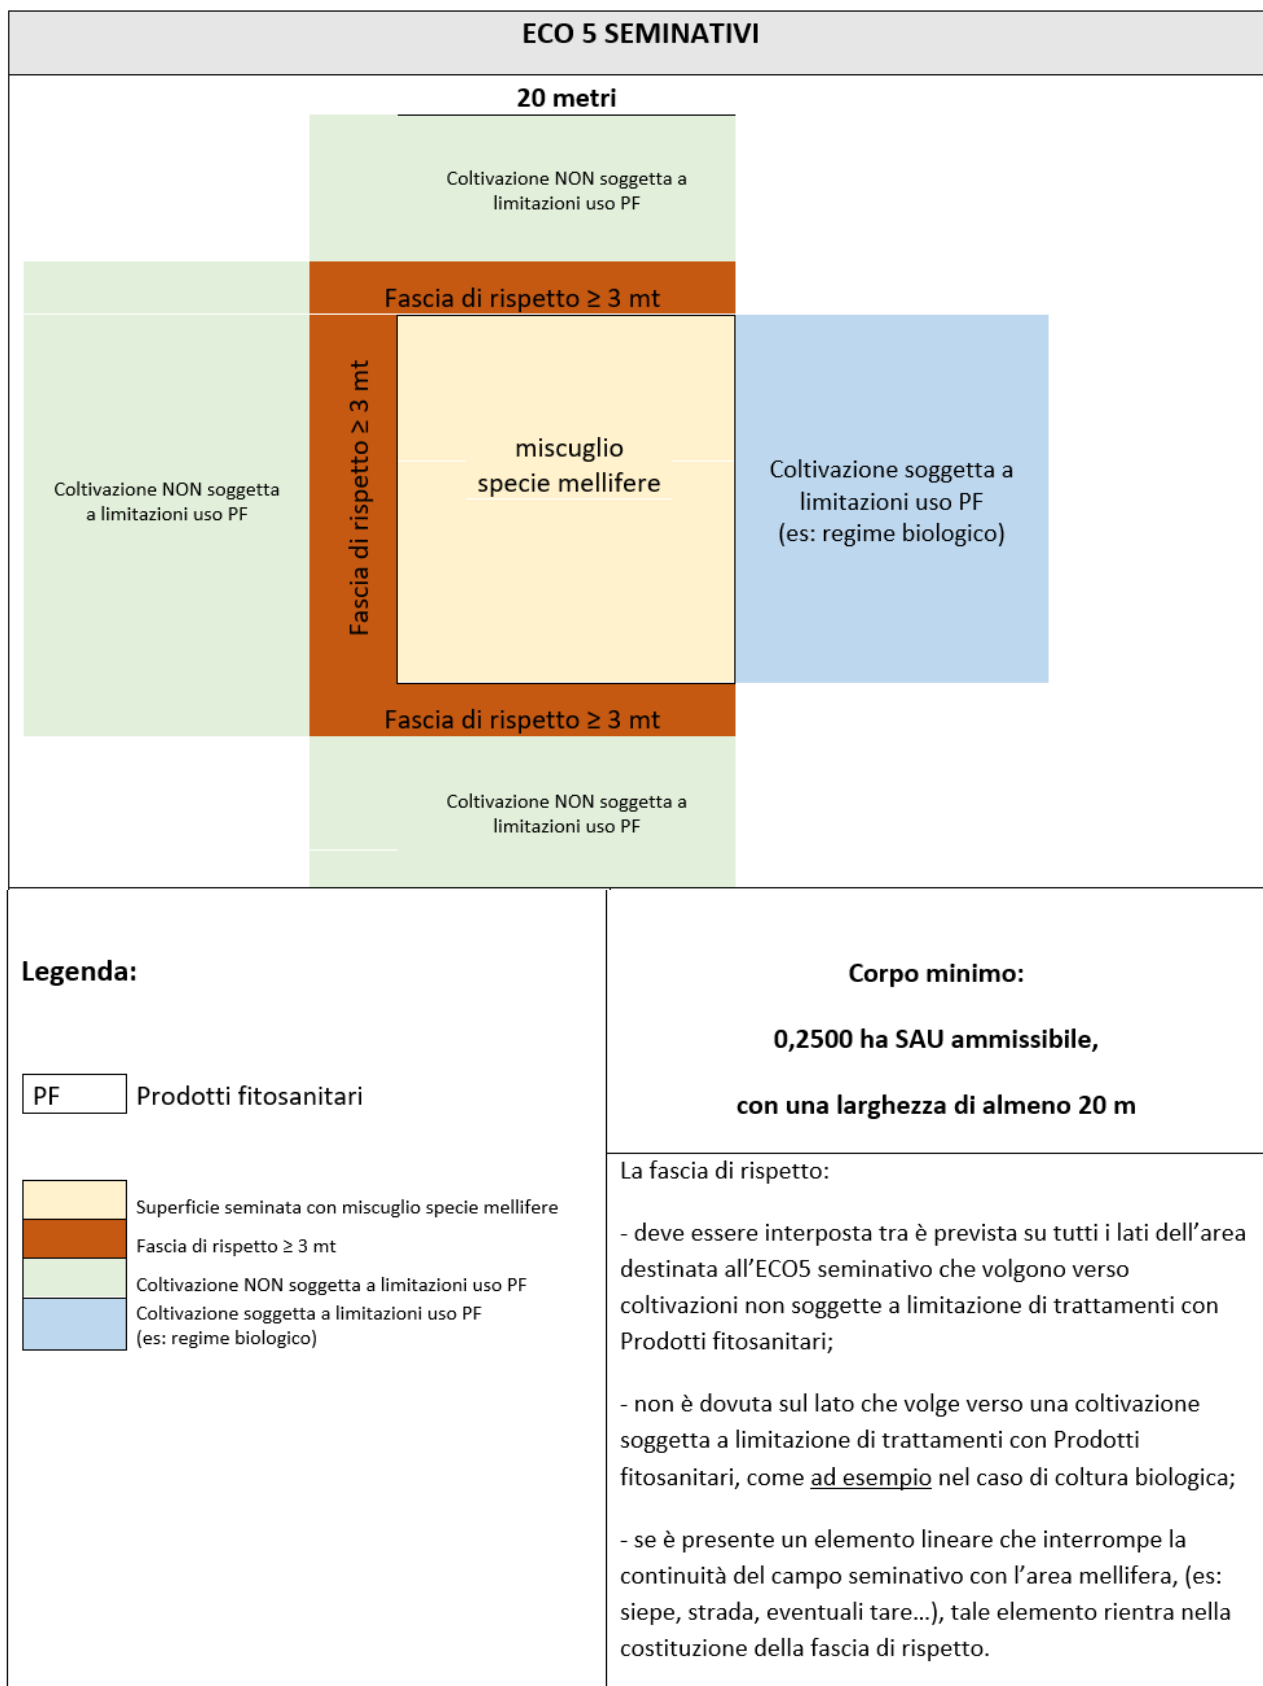 ECO 5 SEMINATIVI
20 metri
Coltivazione NON soggetta a
limitazioni uso PF
Fascia di rispetto ≥ 3 mt
Coltivazione NON soggetta
a limitazioni uso PF
Fascia di rispetto ≥ 3 mt
miscuglio
specie mellifere
Coltivazione soggetta a
limitazioni uso PF
(es: regime biologico)
Fascia di rispetto ≥ 3 mt
Coltivazione NON soggetta a
limitazioni uso PF
Legenda:
PF
Prodotti fitosanitari
Superficie seminata con miscuglio specie mellifere
Fascia di rispetto ≥ 3 mt
Coltivazione NON soggetta a limitazioni uso PF
Coltivazione soggetta a limitazioni uso PF
(es: regime biologico)
Corpo minimo:
0,2500 ha SAU ammissibile,
con una larghezza di almeno 20 m
La fascia di rispetto:
- deve essere interposta tra è prevista su tutti i lati dell’area
destinata all’ECO5 seminativo che volgono verso
coltivazioni non soggette a limitazione di trattamenti con
Prodotti fitosanitari;
- non è dovuta sul lato che volge verso una coltivazione
soggetta a limitazione di trattamenti con Prodotti
fitosanitari, come ad esempio nel caso di coltura biologica;
- se è presente un elemento lineare che interrompe la
continuità del campo seminativo con l’area mellifera, (es:
siepe, strada, eventuali tare…), tale elemento rientra nella
costituzione della fascia di rispetto.